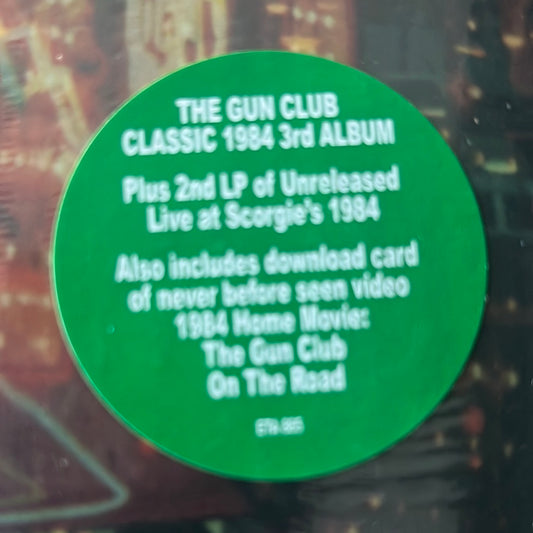 THE GUN CLUB
CLASSIC 1984 3rd ALBUM
Plus 2nd LP of Unreleased
Live at Scorgie's 1984
Also includes download card
of never before seen video
1984 Home Movie:
The Gun Club
On The Road